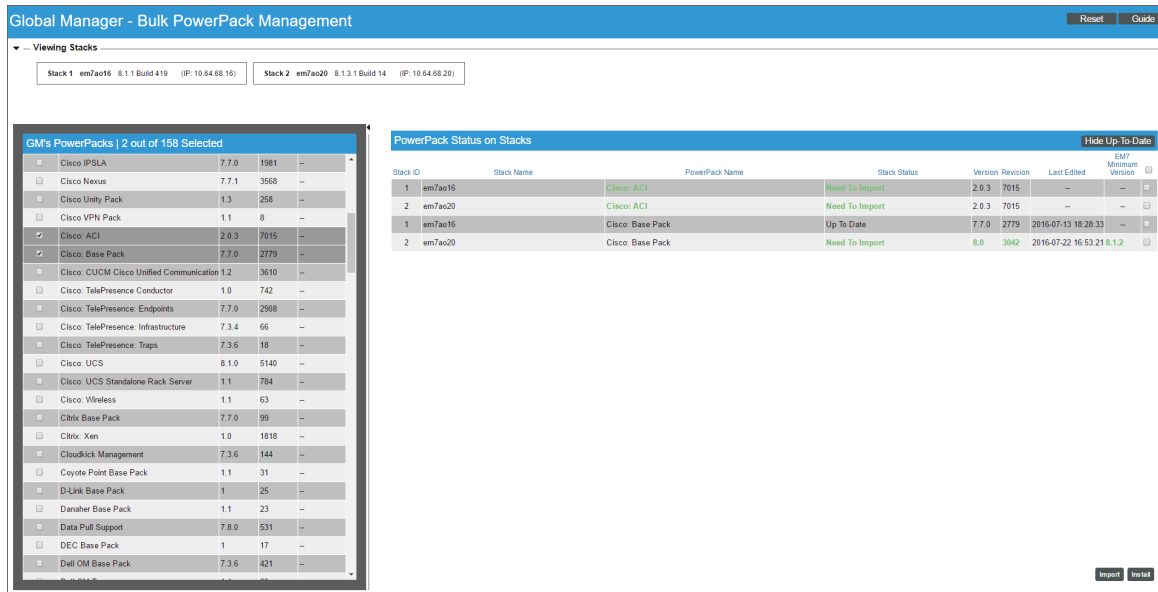 Global Manager - Bulk PowerPack Management
Reset Guide
Viewing Stacks
Stack 1 em7ao16 8.1.1 Build 419 (IP: 10.64.68.16) Stack 2 em7ao20 8.1.3.1 Build 14 (IP: 10.64.68.20)
GM's PowerPacks | 2 out of 158 Selected
Cisco IPSLA 7.7.0 1981 --
Cisco Nexus 7.7.1 3568 --
Cisco Unity Pack 1.3 258 --
Cisco VPN Pack 1.1 8 --
Cisco: ACI 2.0.3 7015 --
Cisco: Base Pack 7.7.0 2779 --
Cisco: CUCM Cisco Unified Communication 1.2 3610 --
Cisco: TelePresence Conductor 1.0 742 --
Cisco: TelePresence: Endpoints 7.7.0 2908 --
Cisco: TelePresence: Infrastructure 7.3.4 66 --
Cisco: TelePresence: Traps 7.3.6 18 --
Cisco: UCS 8.1.0 5140 --
Cisco: UCS Standalone Rack Server 1.1 784 --
Cisco: Wireless 1.1 63 --
Citrix Base Pack 7.7.0 99 --
Citrix: Xen 1.0 1818 --
Cloudkick Management 7.3.6 144 --
Coyote Point Base Pack 1.1 31 --
D-Link Base Pack 1 25 --
Danaher Base Pack 1.1 23 --
Data Pull Support 7.8.0 531 --
DEC Base Pack 1 17 --
Dell OM Base Pack 7.3.6 421 --
PowerPack Status on Stacks
Hide Up-To-Date
Stack ID Stack Name PowerPack Name Stack Status Version Revision Last Edited EM7 Minimum Version
1 em7ao16 Cisco: ACI Need To Import 2.0.3 7015 -- --
2 em7ao20 Cisco: ACI Need To Import 2.0.3 7015 -- --
1 em7ao16 Cisco: Base Pack Up To Date 7.7.0 2779 2016-07-13 18:28:33 --
2 em7ao20 Cisco: Base Pack Need To Import 8.0 3042 2016-07-22 16:53:21 8.1.2
Import Install